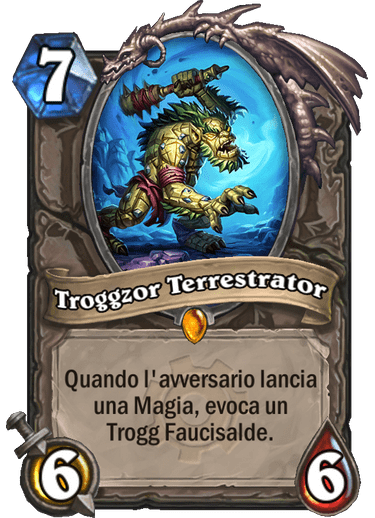 7
Troggzor Terrestrator
Quando l'avversario lancia
una Magia, evoca un
Trogg Faucisalde.
6
6